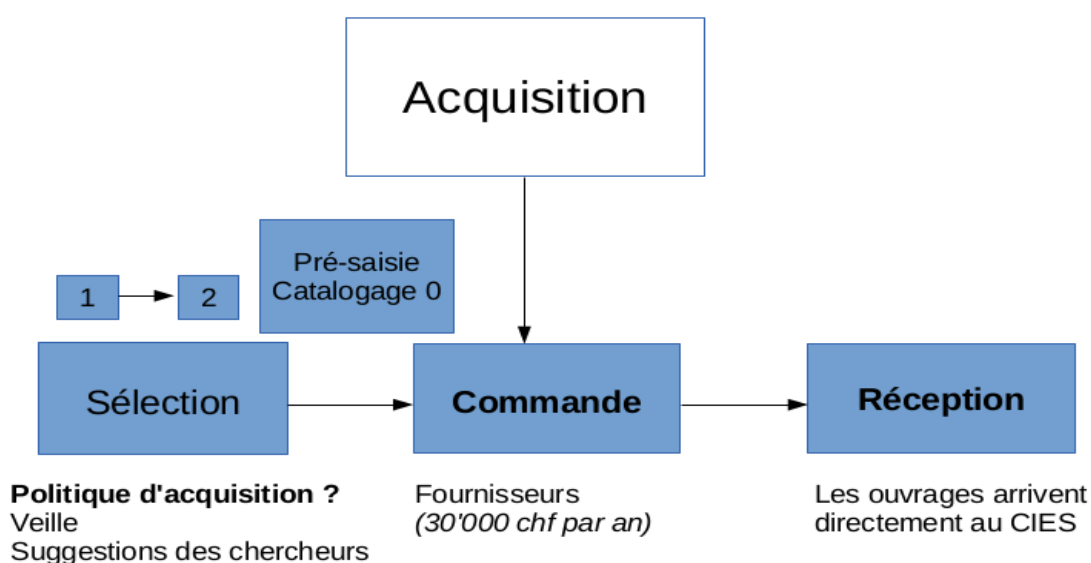 Acquisition
Pré-saisie
Catalogage 0
1
2
Sélection
Commande
Réception
Politique d'acquisition ?
Veille
Suggestions des chercheurs
Fournisseurs
(30'000 chf par an)
Les ouvrages arrivent
directement au CIES